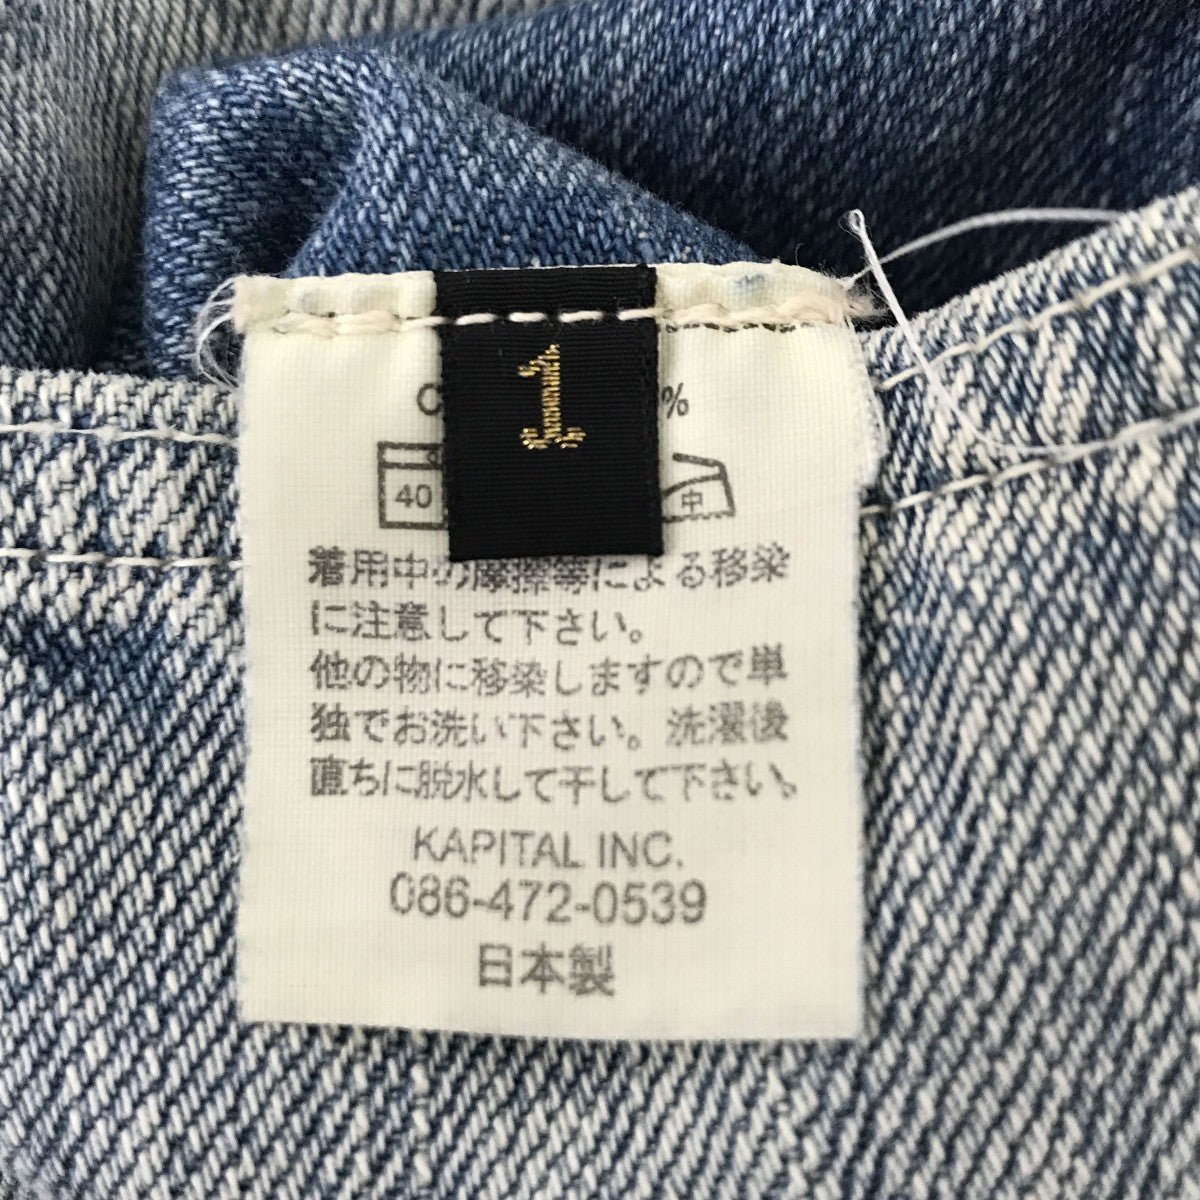 1
C %
40 中
着用中の摩擦等による移染
に注意して下さい。
他の物に移染しますので単
独でお洗い下さい。洗濯後
直ちに脱水して干して下さい。
KAPITAL INC.
086-472-0539
日本製